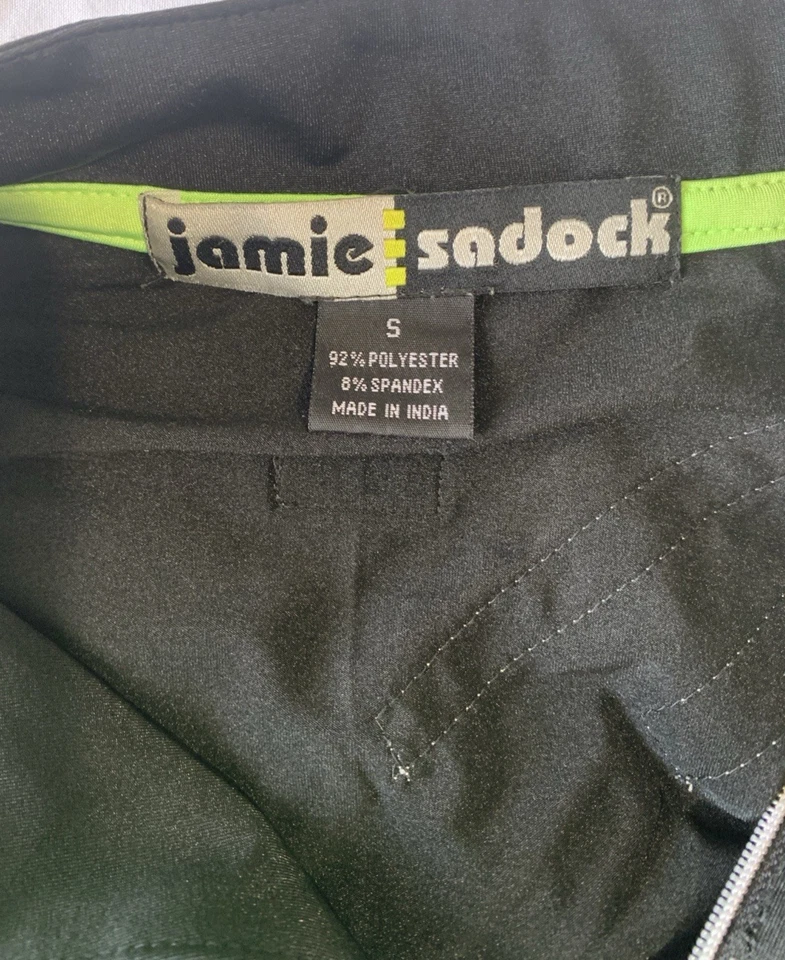 jamie sadock®
S
92% POLYESTER
8% SPANDEX
MADE IN INDIA